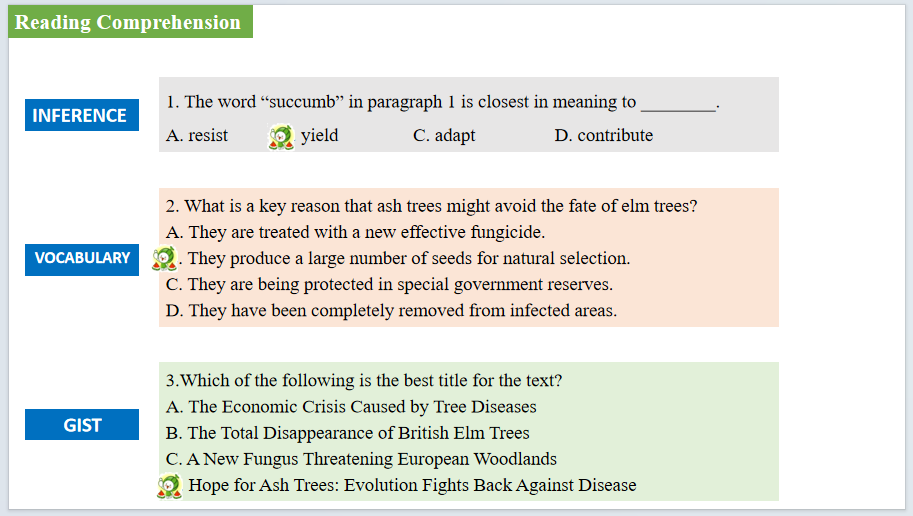 Reading Comprehension
INFERENCE
1. The word “succumb” in paragraph 1 is closest in meaning to ________.
A. resist yield C. adapt D. contribute
VOCABULARY
2. What is a key reason that ash trees might avoid the fate of elm trees?
A. They are treated with a new effective fungicide.
. They produce a large number of seeds for natural selection.
C. They are being protected in special government reserves.
D. They have been completely removed from infected areas.
GIST
3.Which of the following is the best title for the text?
A. The Economic Crisis Caused by Tree Diseases
B. The Total Disappearance of British Elm Trees
C. A New Fungus Threatening European Woodlands
Hope for Ash Trees: Evolution Fights Back Against Disease